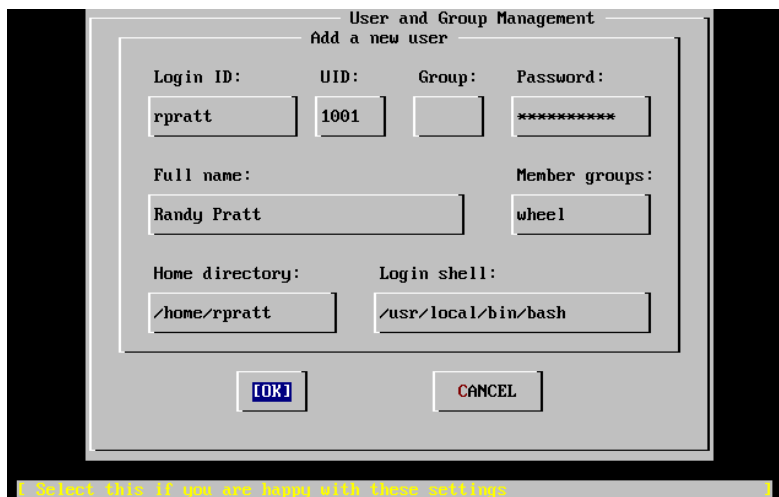 User and Group Management
Add a new user
Login ID: UID: Group: Password:
rpratt 1001 **********
Full name: Member groups:
Randy Pratt wheel
Home directory: Login shell:
/home/rpratt /usr/local/bin/bash
[OK] CANCEL
[ Select this if you are happy with these settings ]